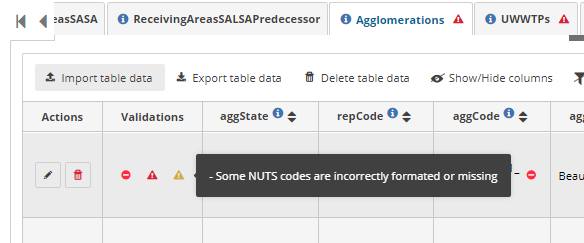 easSASA ReceivingAreasSALSAPredecessor Agglomerations UWWTPs
Import table data Export table data Delete table data Show/Hide columns
Actions Validations aggState repCode aggCode agg
- Some NUTS codes are incorrectly formated or missing
Beau